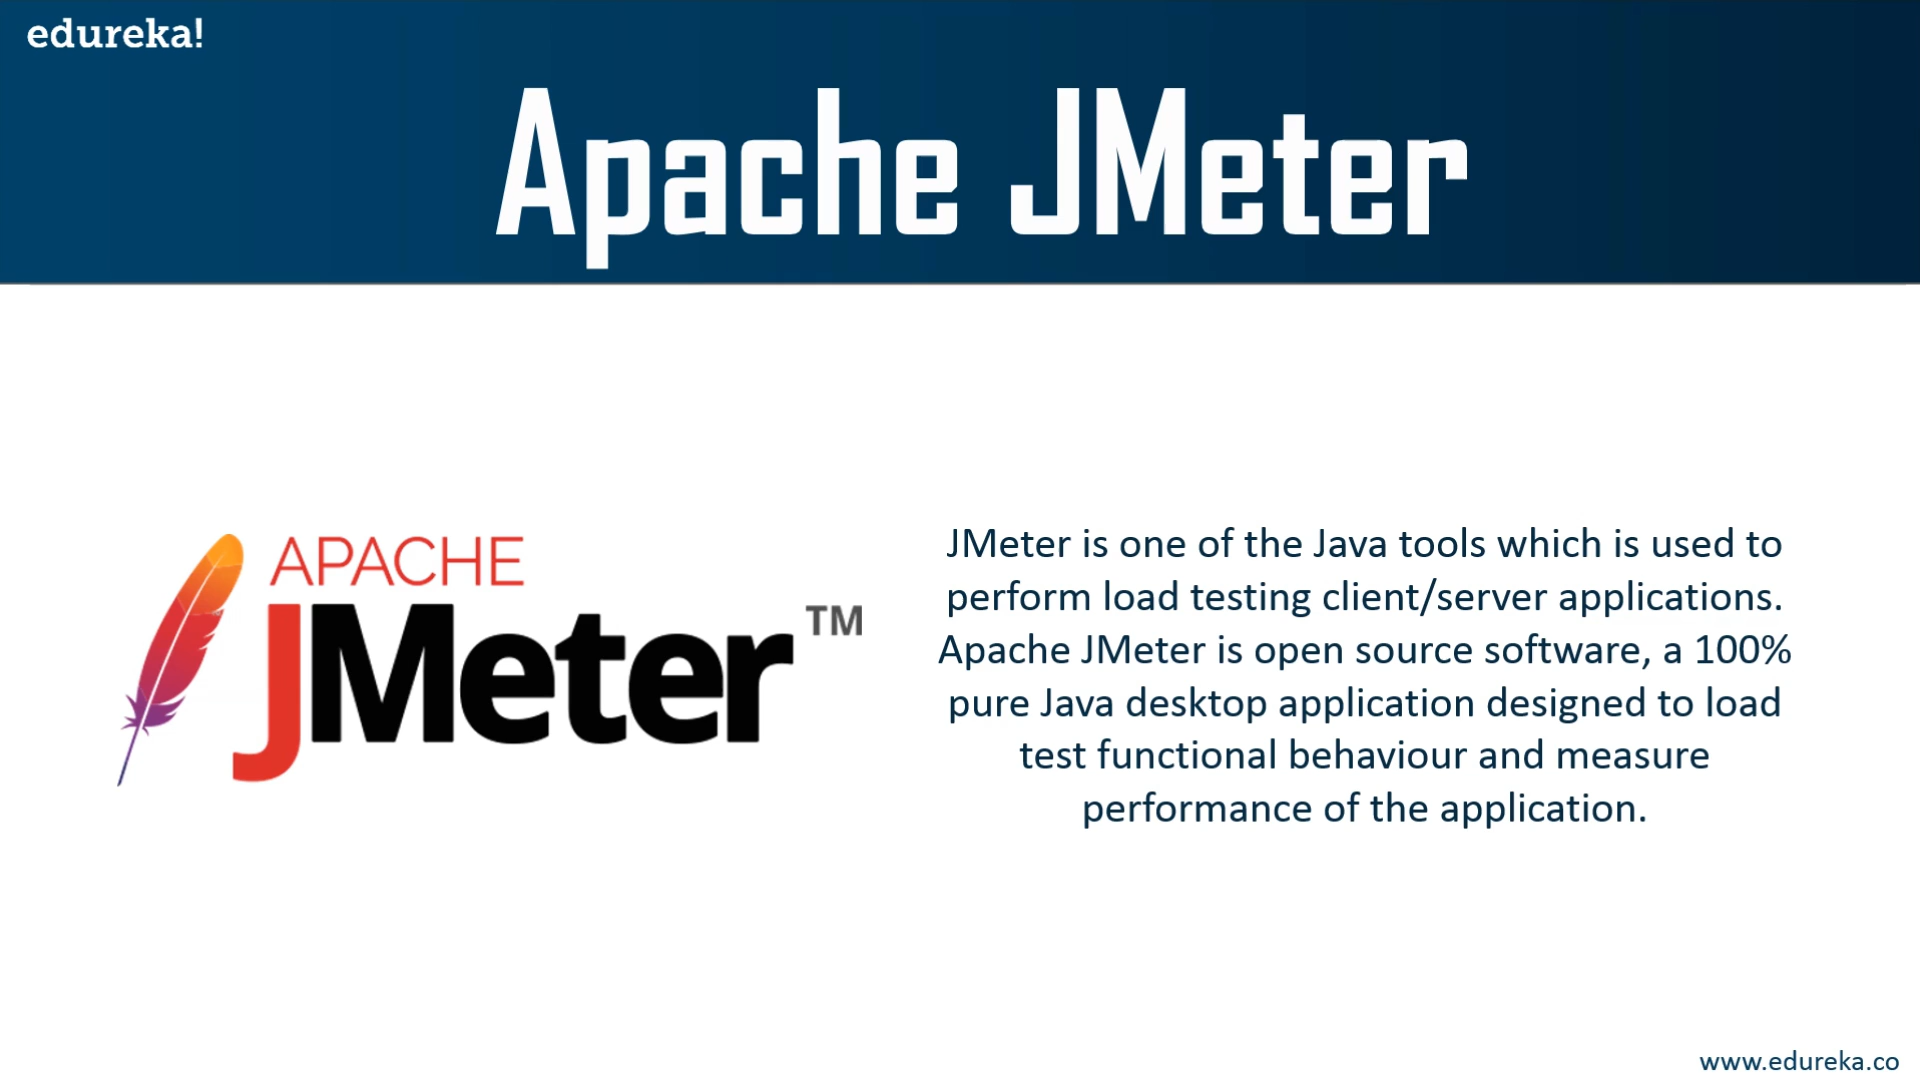 edureka!
Apache JMeter
APACHE
JMeter™
JMeter is one of the Java tools which is used to
perform load testing client/server applications.
Apache JMeter is open source software, a 100%
pure Java desktop application designed to load
test functional behaviour and measure
performance of the application.
www.edureka.co